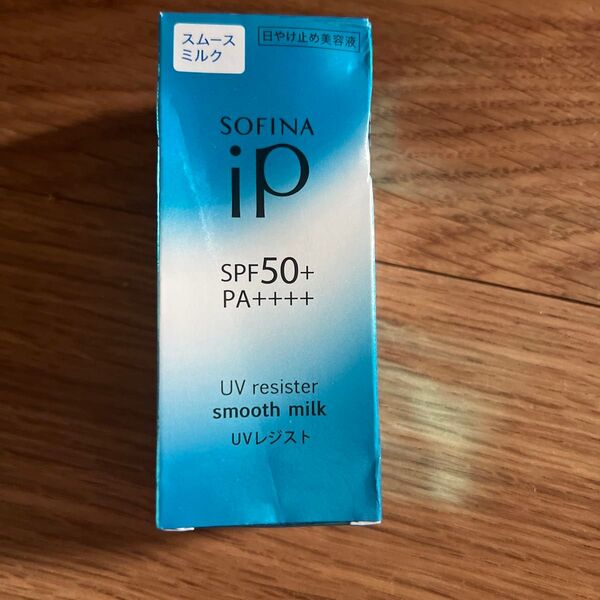 スムース
ミルク
日やけ止め美容液
SOFINA
iP
SPF50+
PA++++
UV resister
smooth milk
UVレジスト